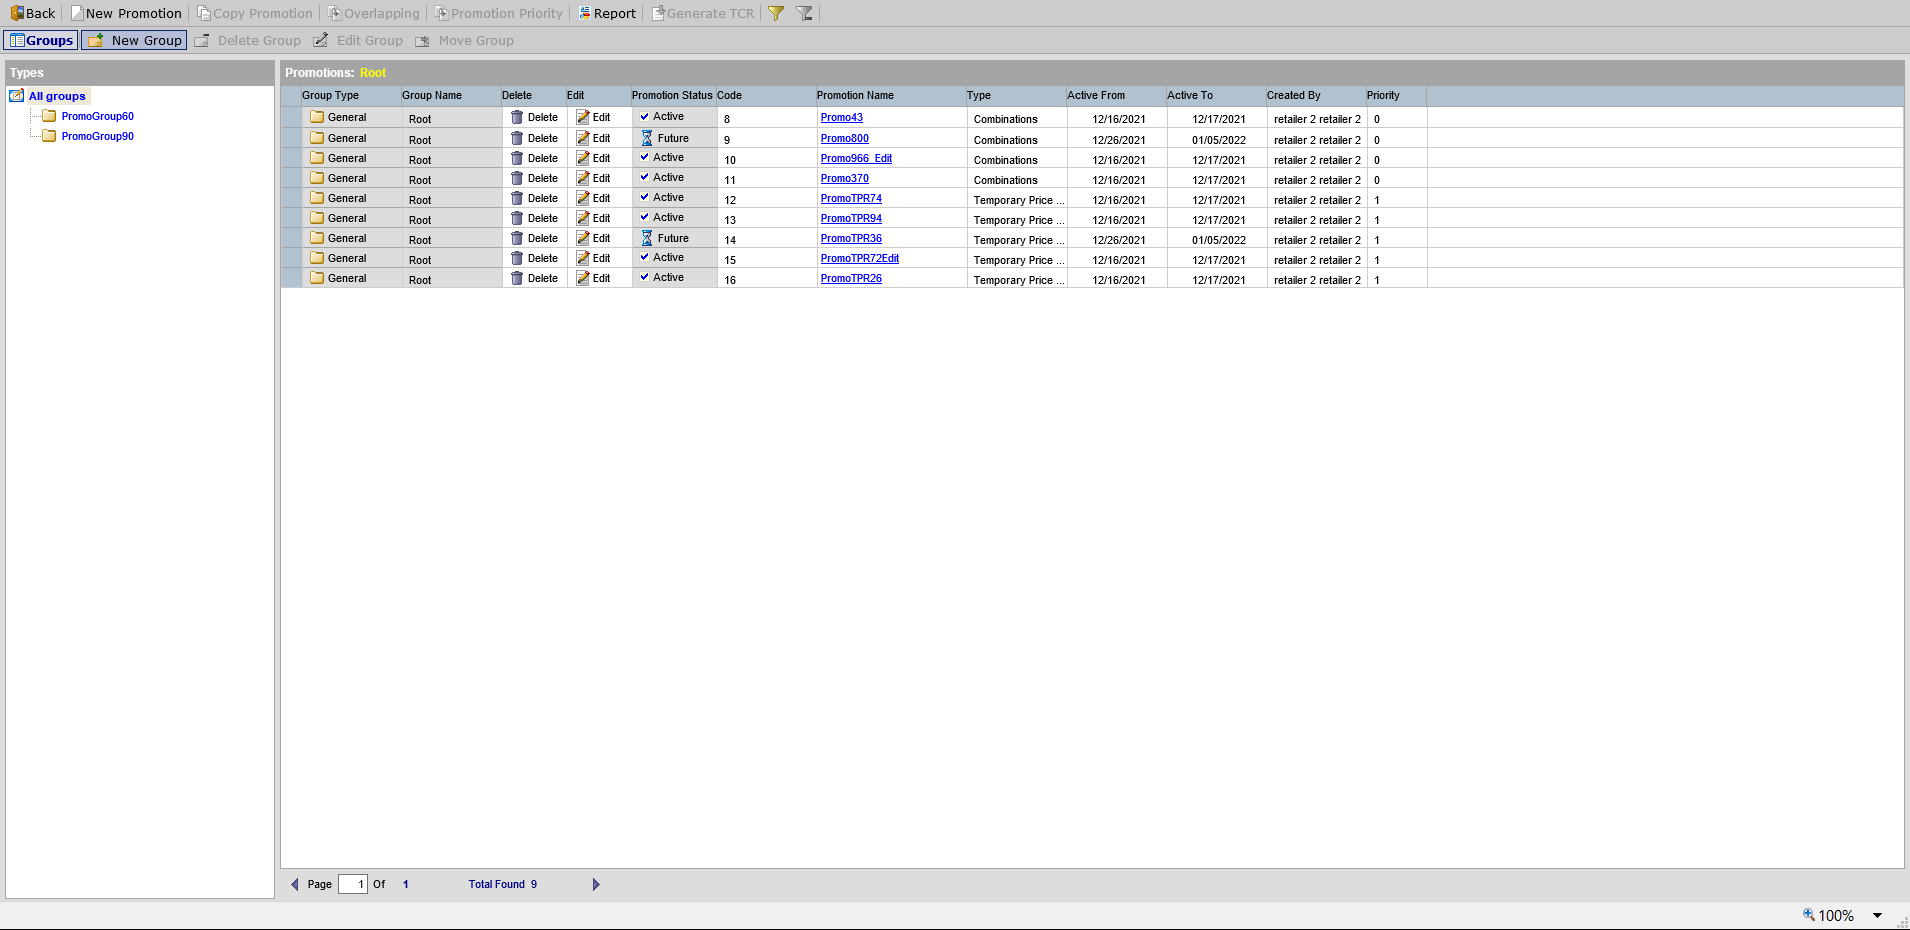 Back New Promotion Copy Promotion Overlapping Promotion Priority Report Generate TCR
Groups New Group Delete Group Edit Group Move Group
Types
All groups
PromoGroup60
PromoGroup90
Promotions: Root
Group Type Group Name Delete Edit Promotion Status Code Promotion Name Type Active From Active To Created By Priority
General Root Delete Edit Active 8 Promo43 Combinations 12/16/2021 12/17/2021 retailer 2 retailer 2 0
General Root Delete Edit Future 9 Promo800 Combinations 12/26/2021 01/05/2022 retailer 2 retailer 2 0
General Root Delete Edit Active 10 Promo966_Edit Combinations 12/16/2021 12/17/2021 retailer 2 retailer 2 0
General Root Delete Edit Active 11 Promo370 Combinations 12/16/2021 12/17/2021 retailer 2 retailer 2 0
General Root Delete Edit Active 12 PromoTPR74 Temporary Price ... 12/16/2021 12/17/2021 retailer 2 retailer 2 1
General Root Delete Edit Active 13 PromoTPR94 Temporary Price ... 12/16/2021 12/17/2021 retailer 2 retailer 2 1
General Root Delete Edit Future 14 PromoTPR36 Temporary Price ... 12/26/2021 01/05/2022 retailer 2 retailer 2 1
General Root Delete Edit Active 15 PromoTPR72Edit Temporary Price ... 12/16/2021 12/17/2021 retailer 2 retailer 2 1
General Root Delete Edit Active 16 PromoTPR26 Temporary Price ... 12/16/2021 12/17/2021 retailer 2 retailer 2 1
Page 1 Of 1 Total Found 9
100%